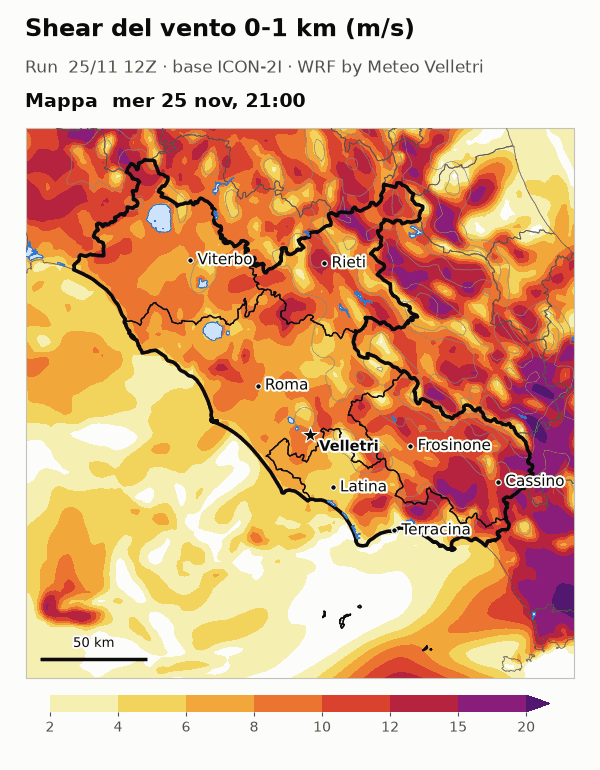 Shear del vento 0-1 km (m/s)
Run  25/11 12Z · base ICON-2I · WRF by Meteo Velletri
Mappa  mer 25 nov, 21:00
Viterbo
Rieti
Roma
Velletri
Frosinone
Cassino
Latina
Terracina
50 km
2 4 6 8 10 12 15 20